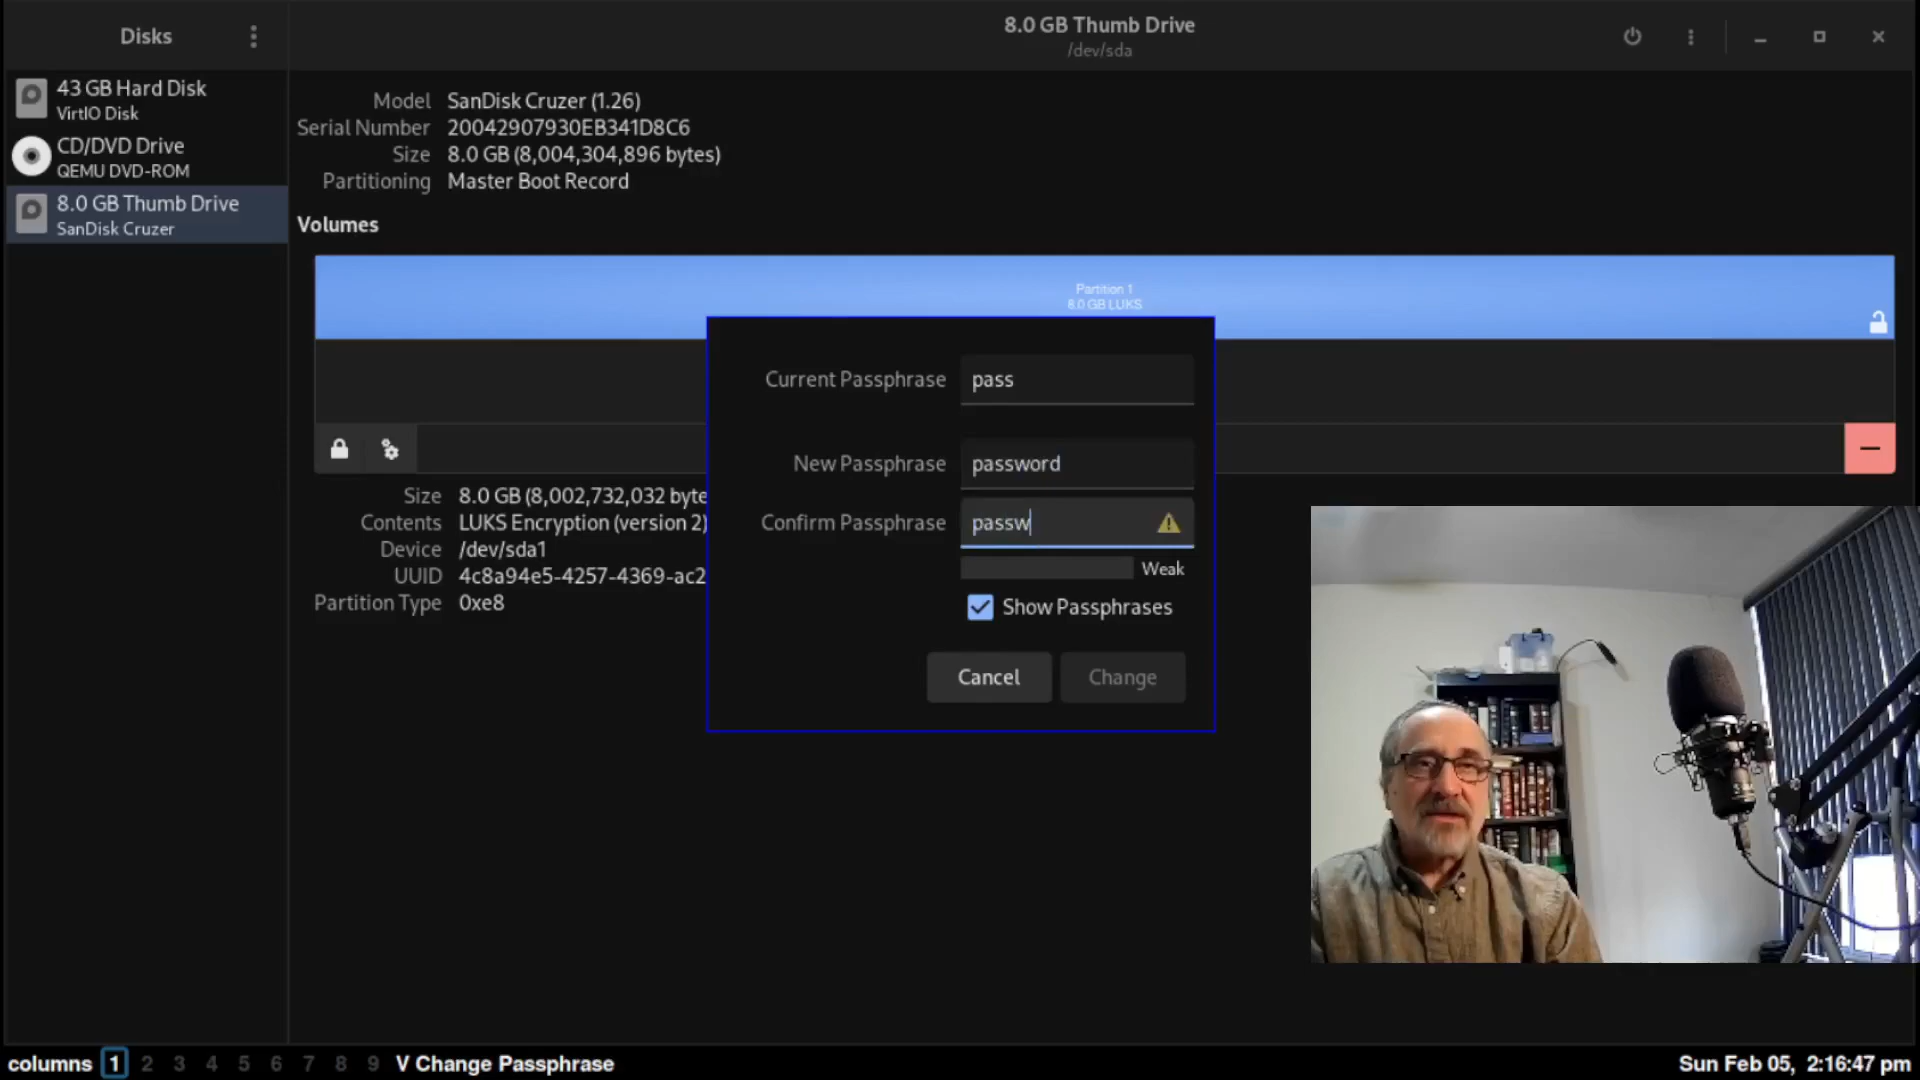 Disks
8.0 GB Thumb Drive
/dev/sda
43 GB Hard Disk
VirtIO Disk
CD/DVD Drive
QEMU DVD-ROM
8.0 GB Thumb Drive
SanDisk Cruzer
Model SanDisk Cruzer (1.26)
Serial Number 20042907930EB341D8C6
Size 8.0 GB (8,004,304,896 bytes)
Partitioning Master Boot Record
Volumes
Partition 1
8.0 GB LUKS
Current Passphrase pass
New Passphrase password
Confirm Passphrase passw
Weak
Show Passphrases
Cancel Change
Size 8.0 GB (8,002,732,032 byte
Contents LUKS Encryption (version 2)
Device /dev/sda1
UUID 4c8a94e5-4257-4369-ac2
Partition Type 0xe8
columns 1 2 3 4 5 6 7 8 9 V Change Passphrase
Sun Feb 05, 2:16:47 pm